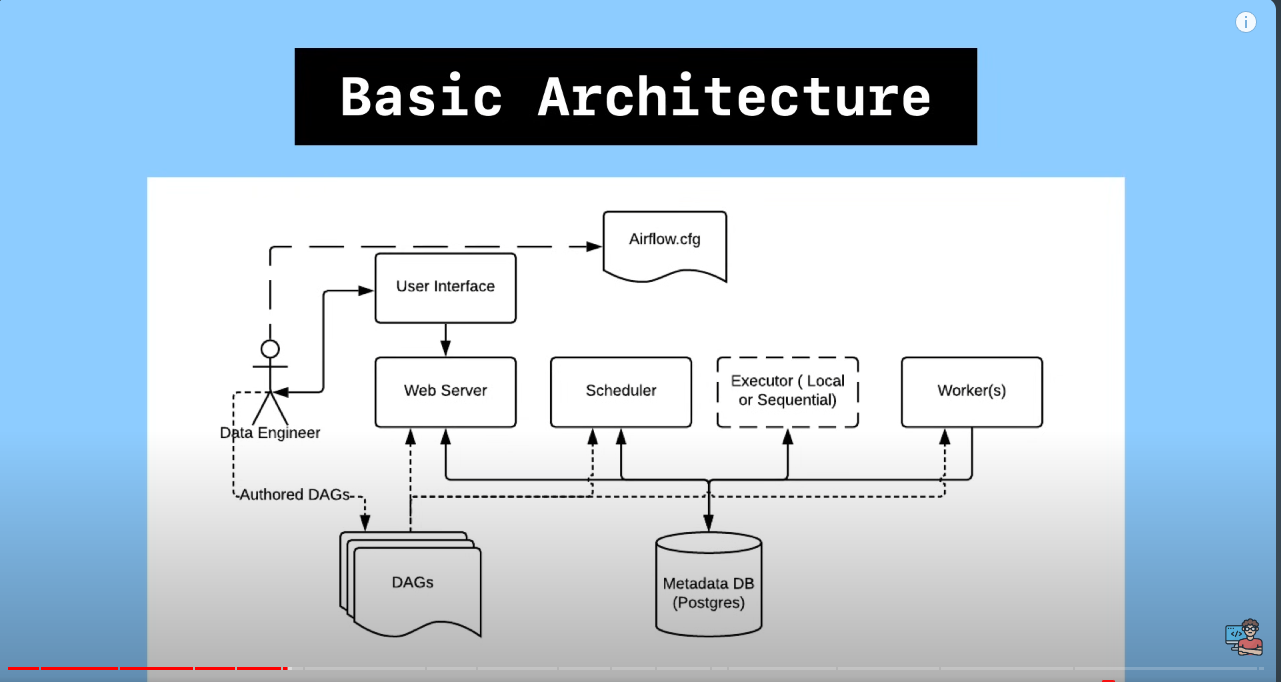 Basic Architecture
Airflow.cfg
User Interface
Web Server
Scheduler
Executor ( Local
or Sequential)
Worker(s)
Data Engineer
Authored DAGs
DAGs
Metadata DB
(Postgres)
i
</>